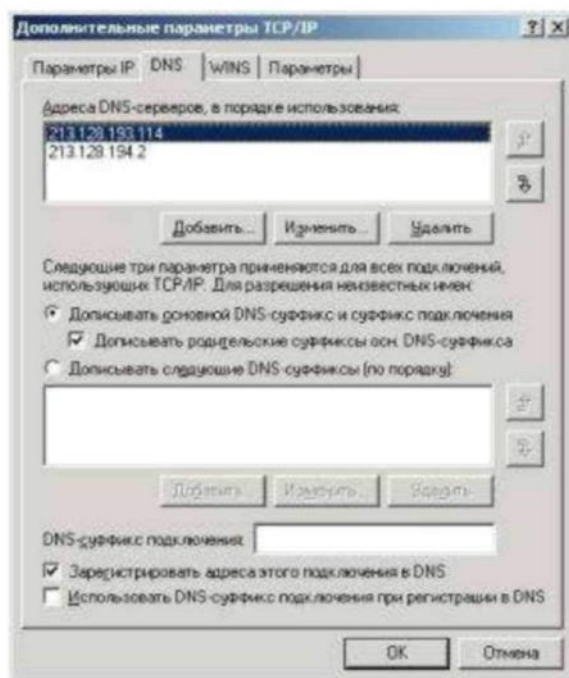 Дополнительные параметры TCP/IP
Параметры IP DNS WINS Параметры
Адреса DNS-серверов, в порядке использования:
213.128.193.114
213.128.194.2
Добавить... Изменить... Удалить
Следующие три параметра применяются для всех подключений,
использующих TCP/IP. Для разрешения неизвестных имен:
Дописывать основной DNS-суффикс и суффикс подключения
Дописывать родительские суффиксы осн. DNS-суффикса
Дописывать следующие DNS-суффиксы (по порядку):
Добавить... Изменить... Удалить
DNS-суффикс подключения:
Зарегистрировать адреса этого подключения в DNS
Использовать DNS-суффикс подключения при регистрации в DNS
OK Отмена